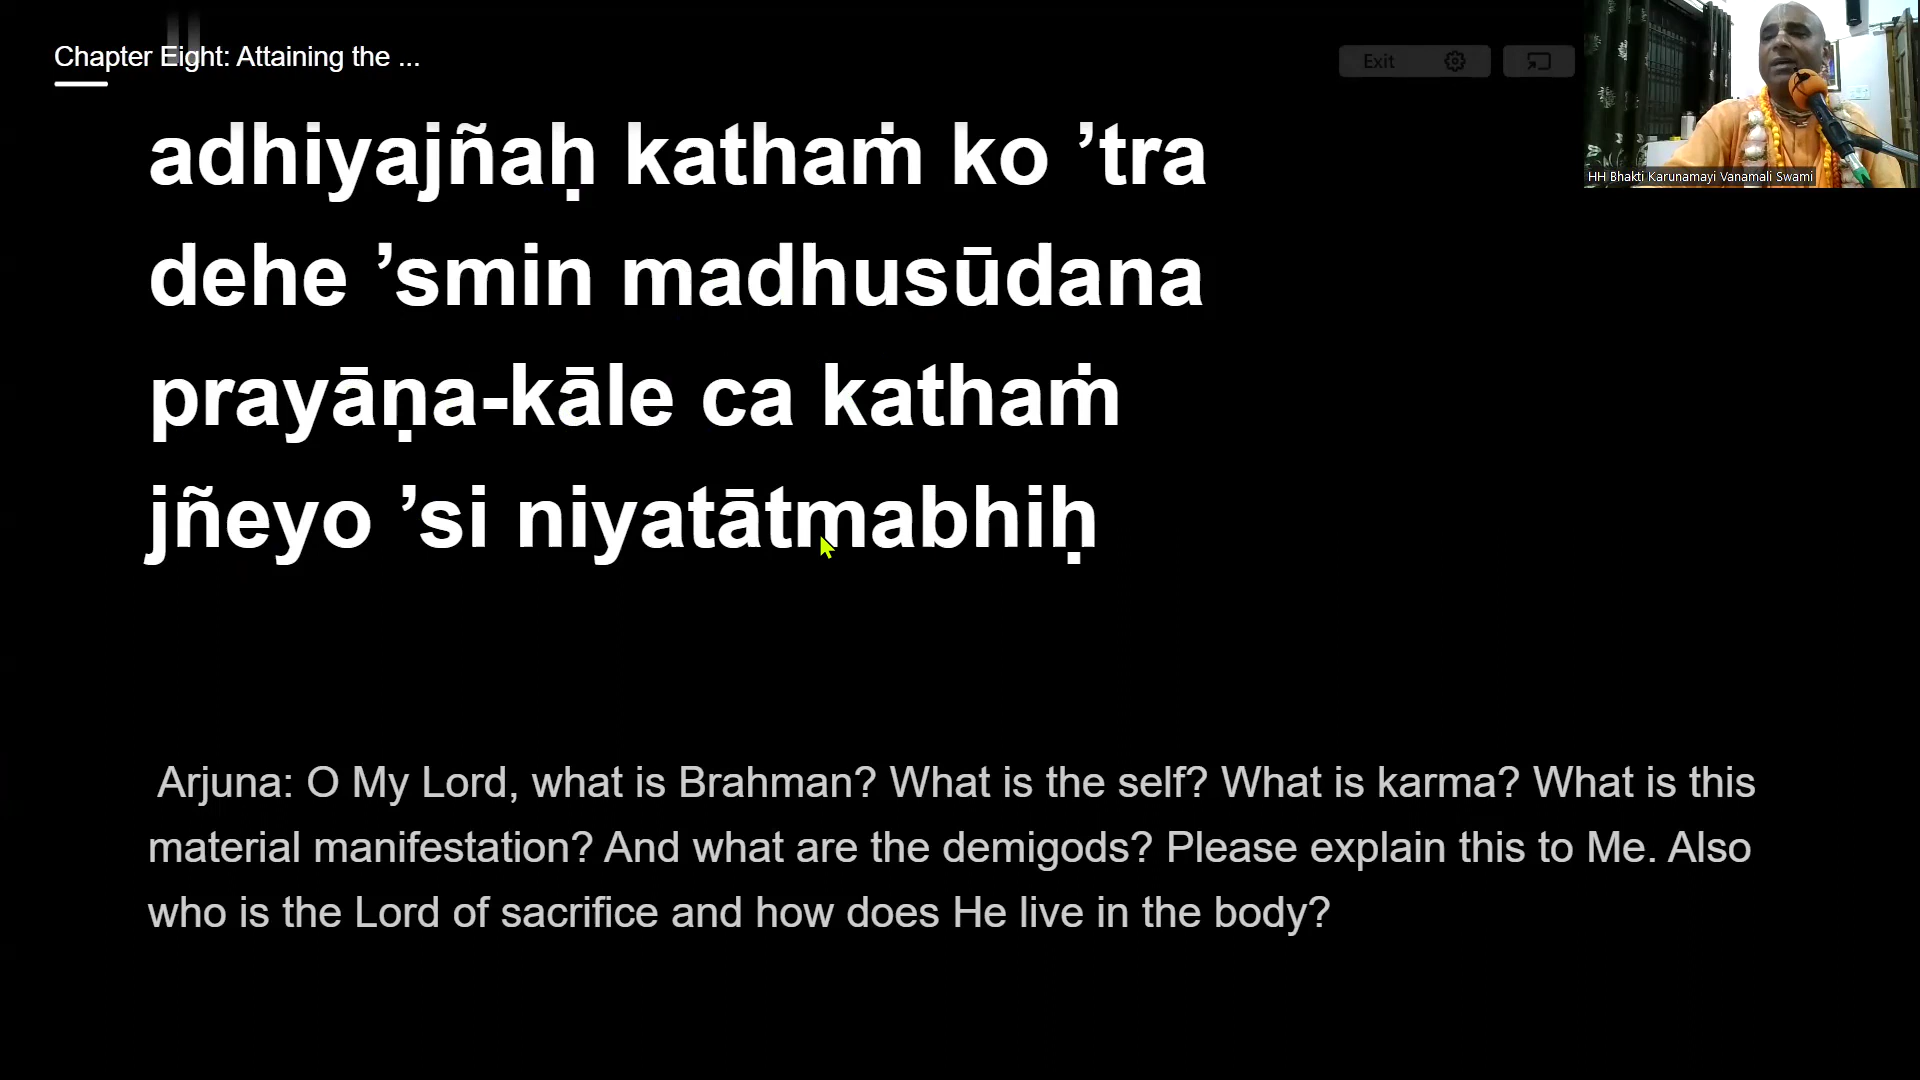 Chapter Eight: Attaining the ...
Exit
HH Bhakti Karunamayi Vanamali Swami
adhiyajñaḥ kathaṁ ko ’tra
dehe ’smin madhusūdana
prayāṇa-kāle ca kathaṁ
jñeyo ’si niyatātmabhiḥ
Arjuna: O My Lord, what is Brahman? What is the self? What is karma? What is this
material manifestation? And what are the demigods? Please explain this to Me. Also
who is the Lord of sacrifice and how does He live in the body?